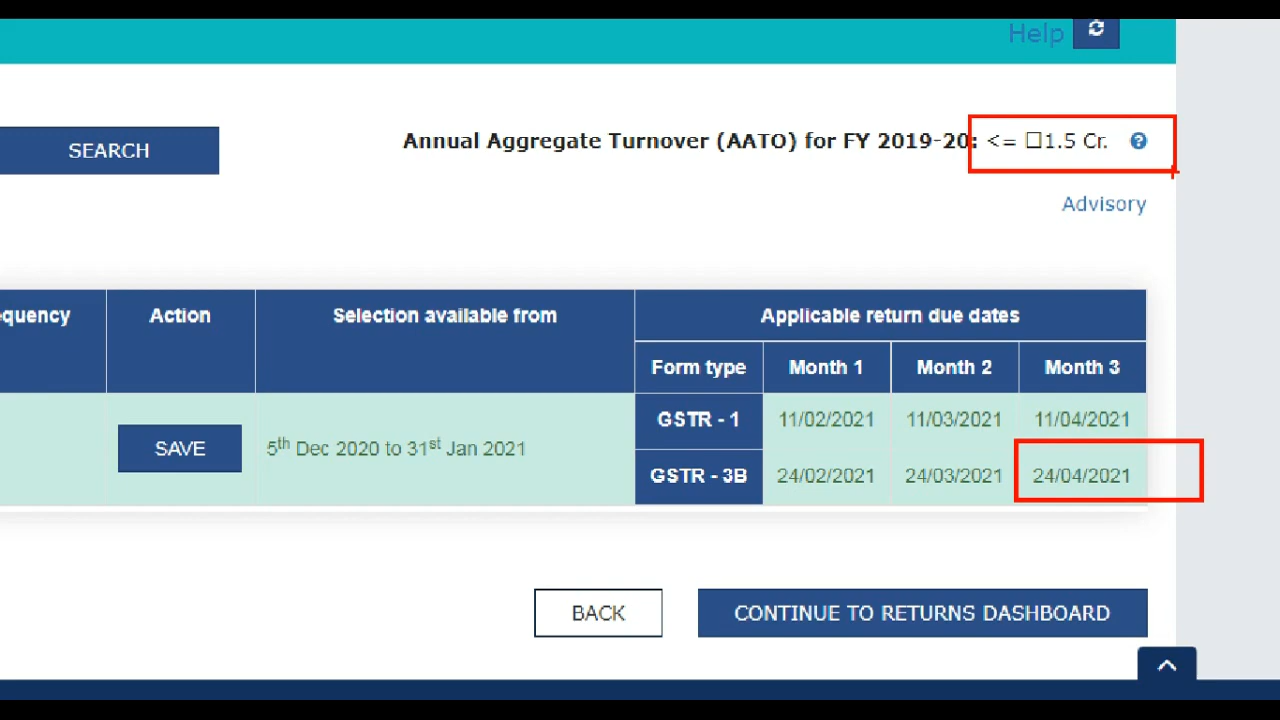 Help
SEARCH
Annual Aggregate Turnover (AATO) for FY 2019-20: <= □1.5 Cr.
Advisory
equency Action Selection available from Applicable return due dates
Form type Month 1 Month 2 Month 3
GSTR - 1 11/02/2021 11/03/2021 11/04/2021
SAVE 5th Dec 2020 to 31st Jan 2021
GSTR - 3B 24/02/2021 24/03/2021 24/04/2021
BACK CONTINUE TO RETURNS DASHBOARD